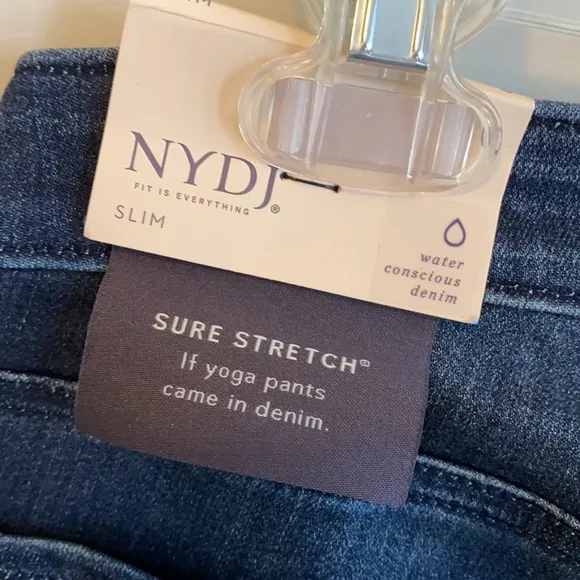 NYDJ®
FIT IS EVERYTHING
SLIM
water
conscious
denim
SURE STRETCH®
If yoga pants
came in denim.